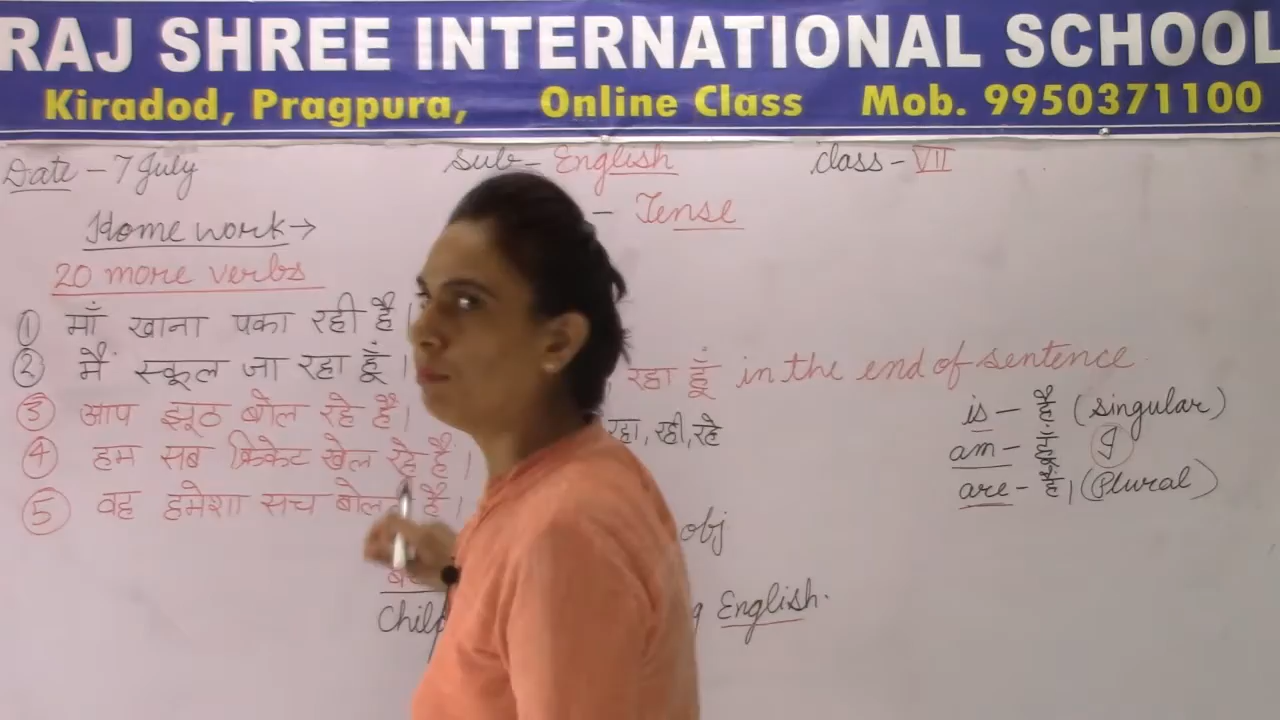 RAJ SHREE INTERNATIONAL SCHOOL
Kiradod, Pragpura, Online Class Mob. 9950371100
Date - 7 July Sub- English Class - VII
- Tense
Home work →
20 more verbs
① माँ खाना पका रही है।
② मैं स्कूल जा रहा हूँ।
③ आप झूठ बोल रहे हैं।
④ हम सब क्रिकेट खेल रहे हैं।
⑤ वह हमेशा सच बोल है।
रहा हूँ in the end of sentence
रहा, रही, रहे
is - है (Singular)
am - I
are - (Plural)
obj
English.